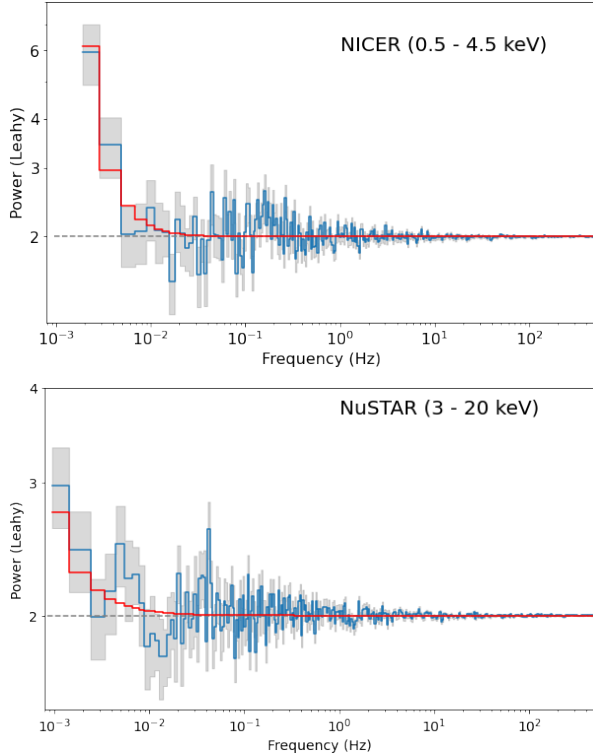 NICER (0.5 - 4.5 keV)
Power (Leahy)
6
4
3
2
10⁻³ 10⁻² 10⁻¹ 10⁰ 10¹ 10²
Frequency (Hz)
NuSTAR (3 - 20 keV)
Power (Leahy)
4
3
2
10⁻³ 10⁻² 10⁻¹ 10⁰ 10¹ 10²
Frequency (Hz)